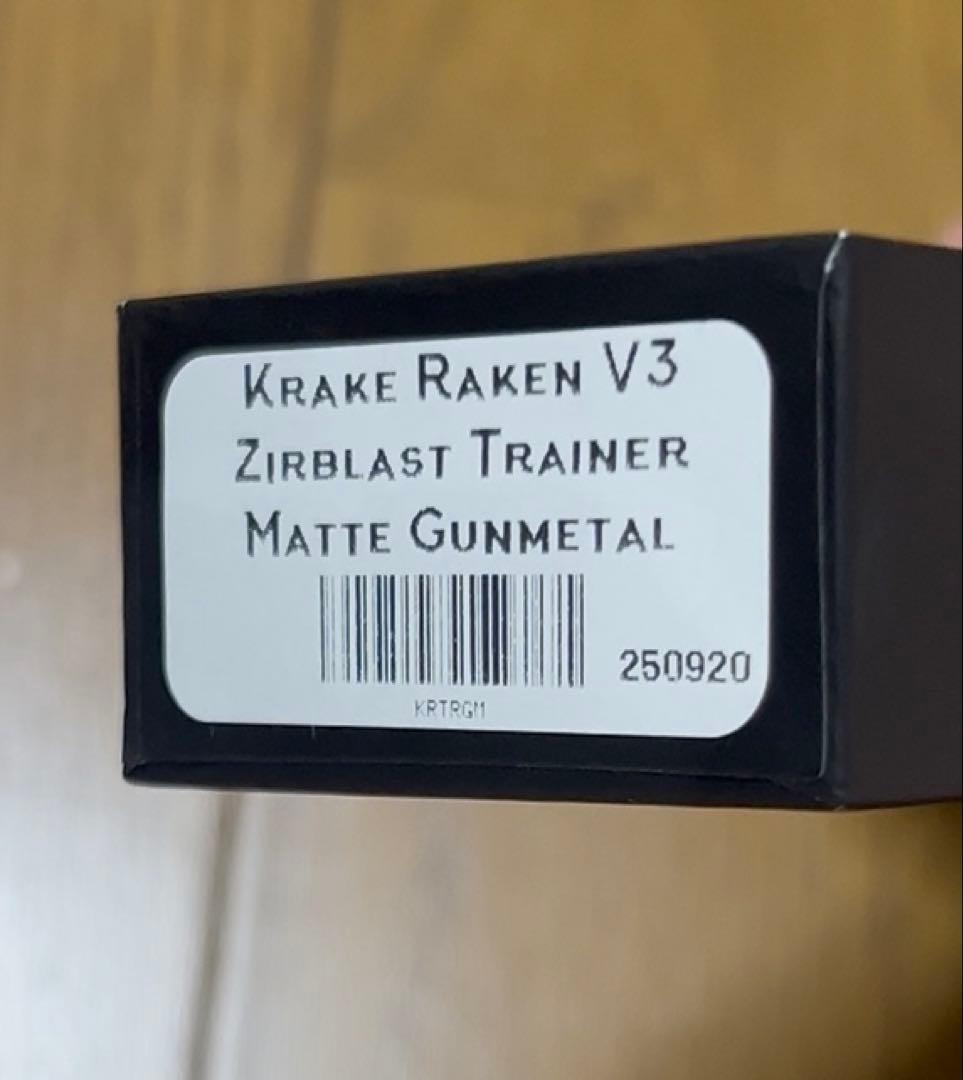 Krake Raken V3
Zirblast Trainer
Matte Gunmetal
250920
KRTRGM